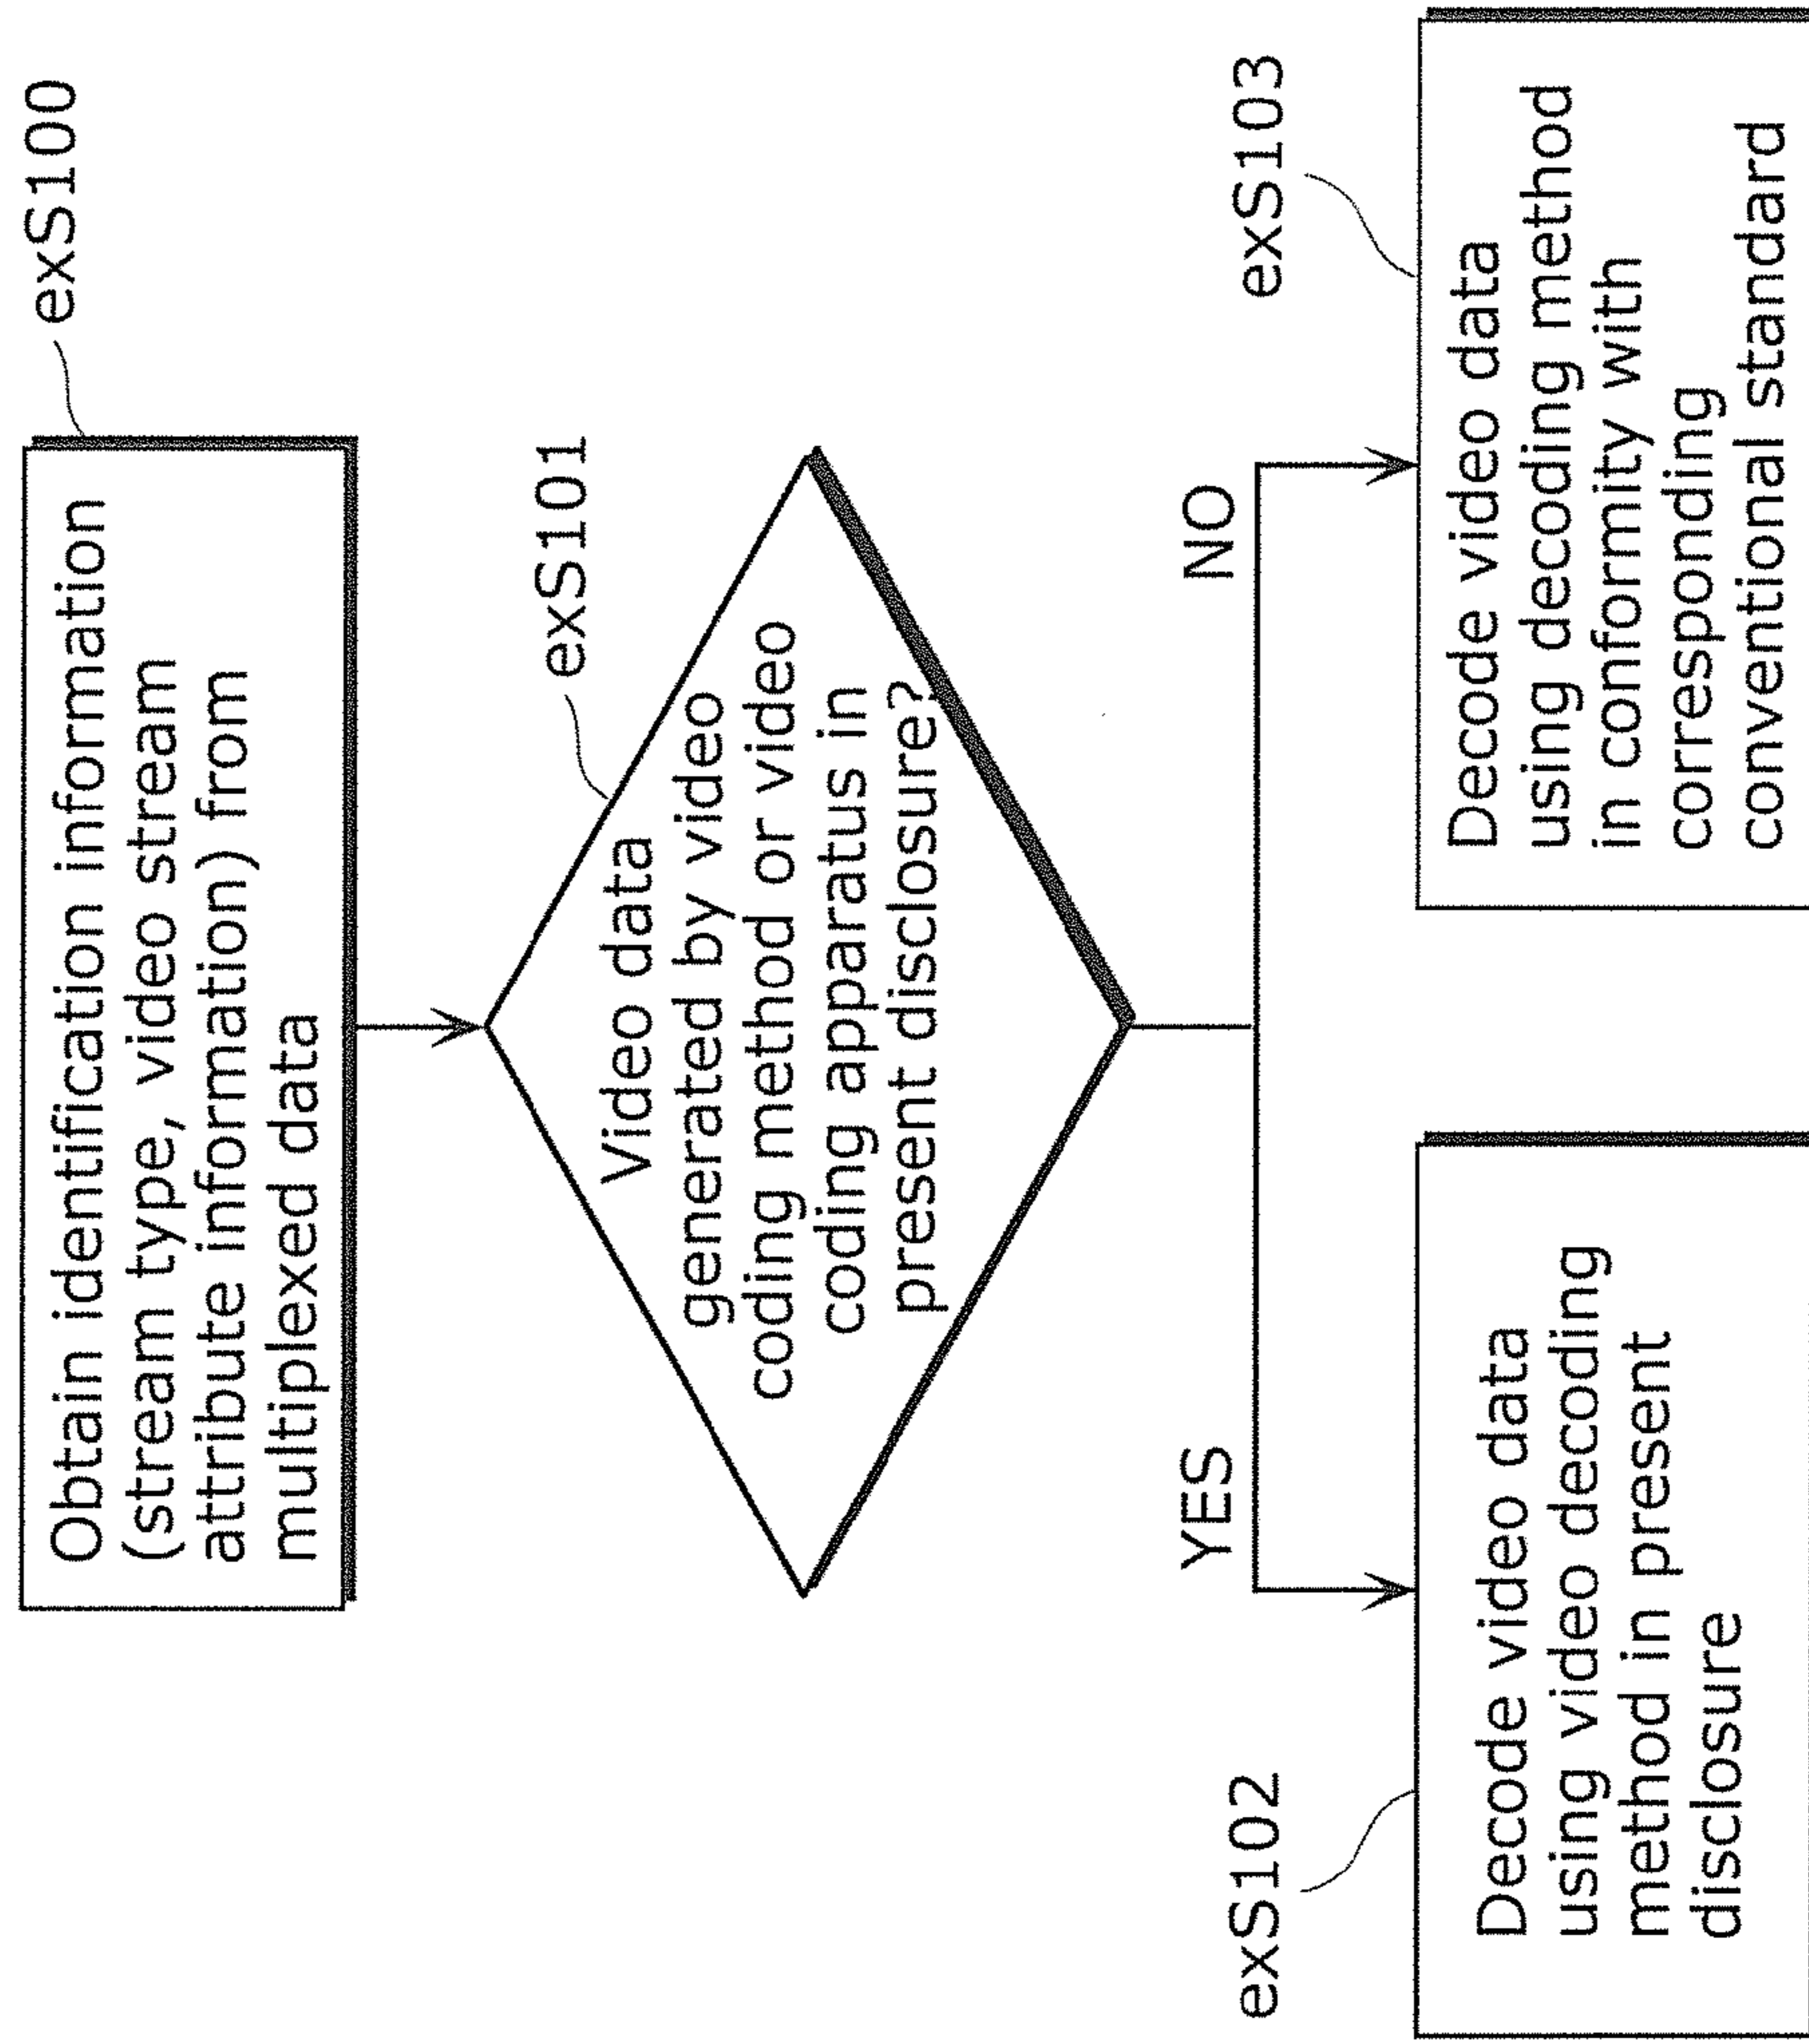 exS100
Obtain identification information
(stream type, video stream
attribute information) from
multiplexed data
exS101
Video data
generated by video
coding method or video
coding apparatus in
present disclosure?
YES
NO
exS102
Decode video data
using video decoding
method in present
disclosure
exS103
Decode video data
using decoding method
in conformity with
corresponding
conventional standard